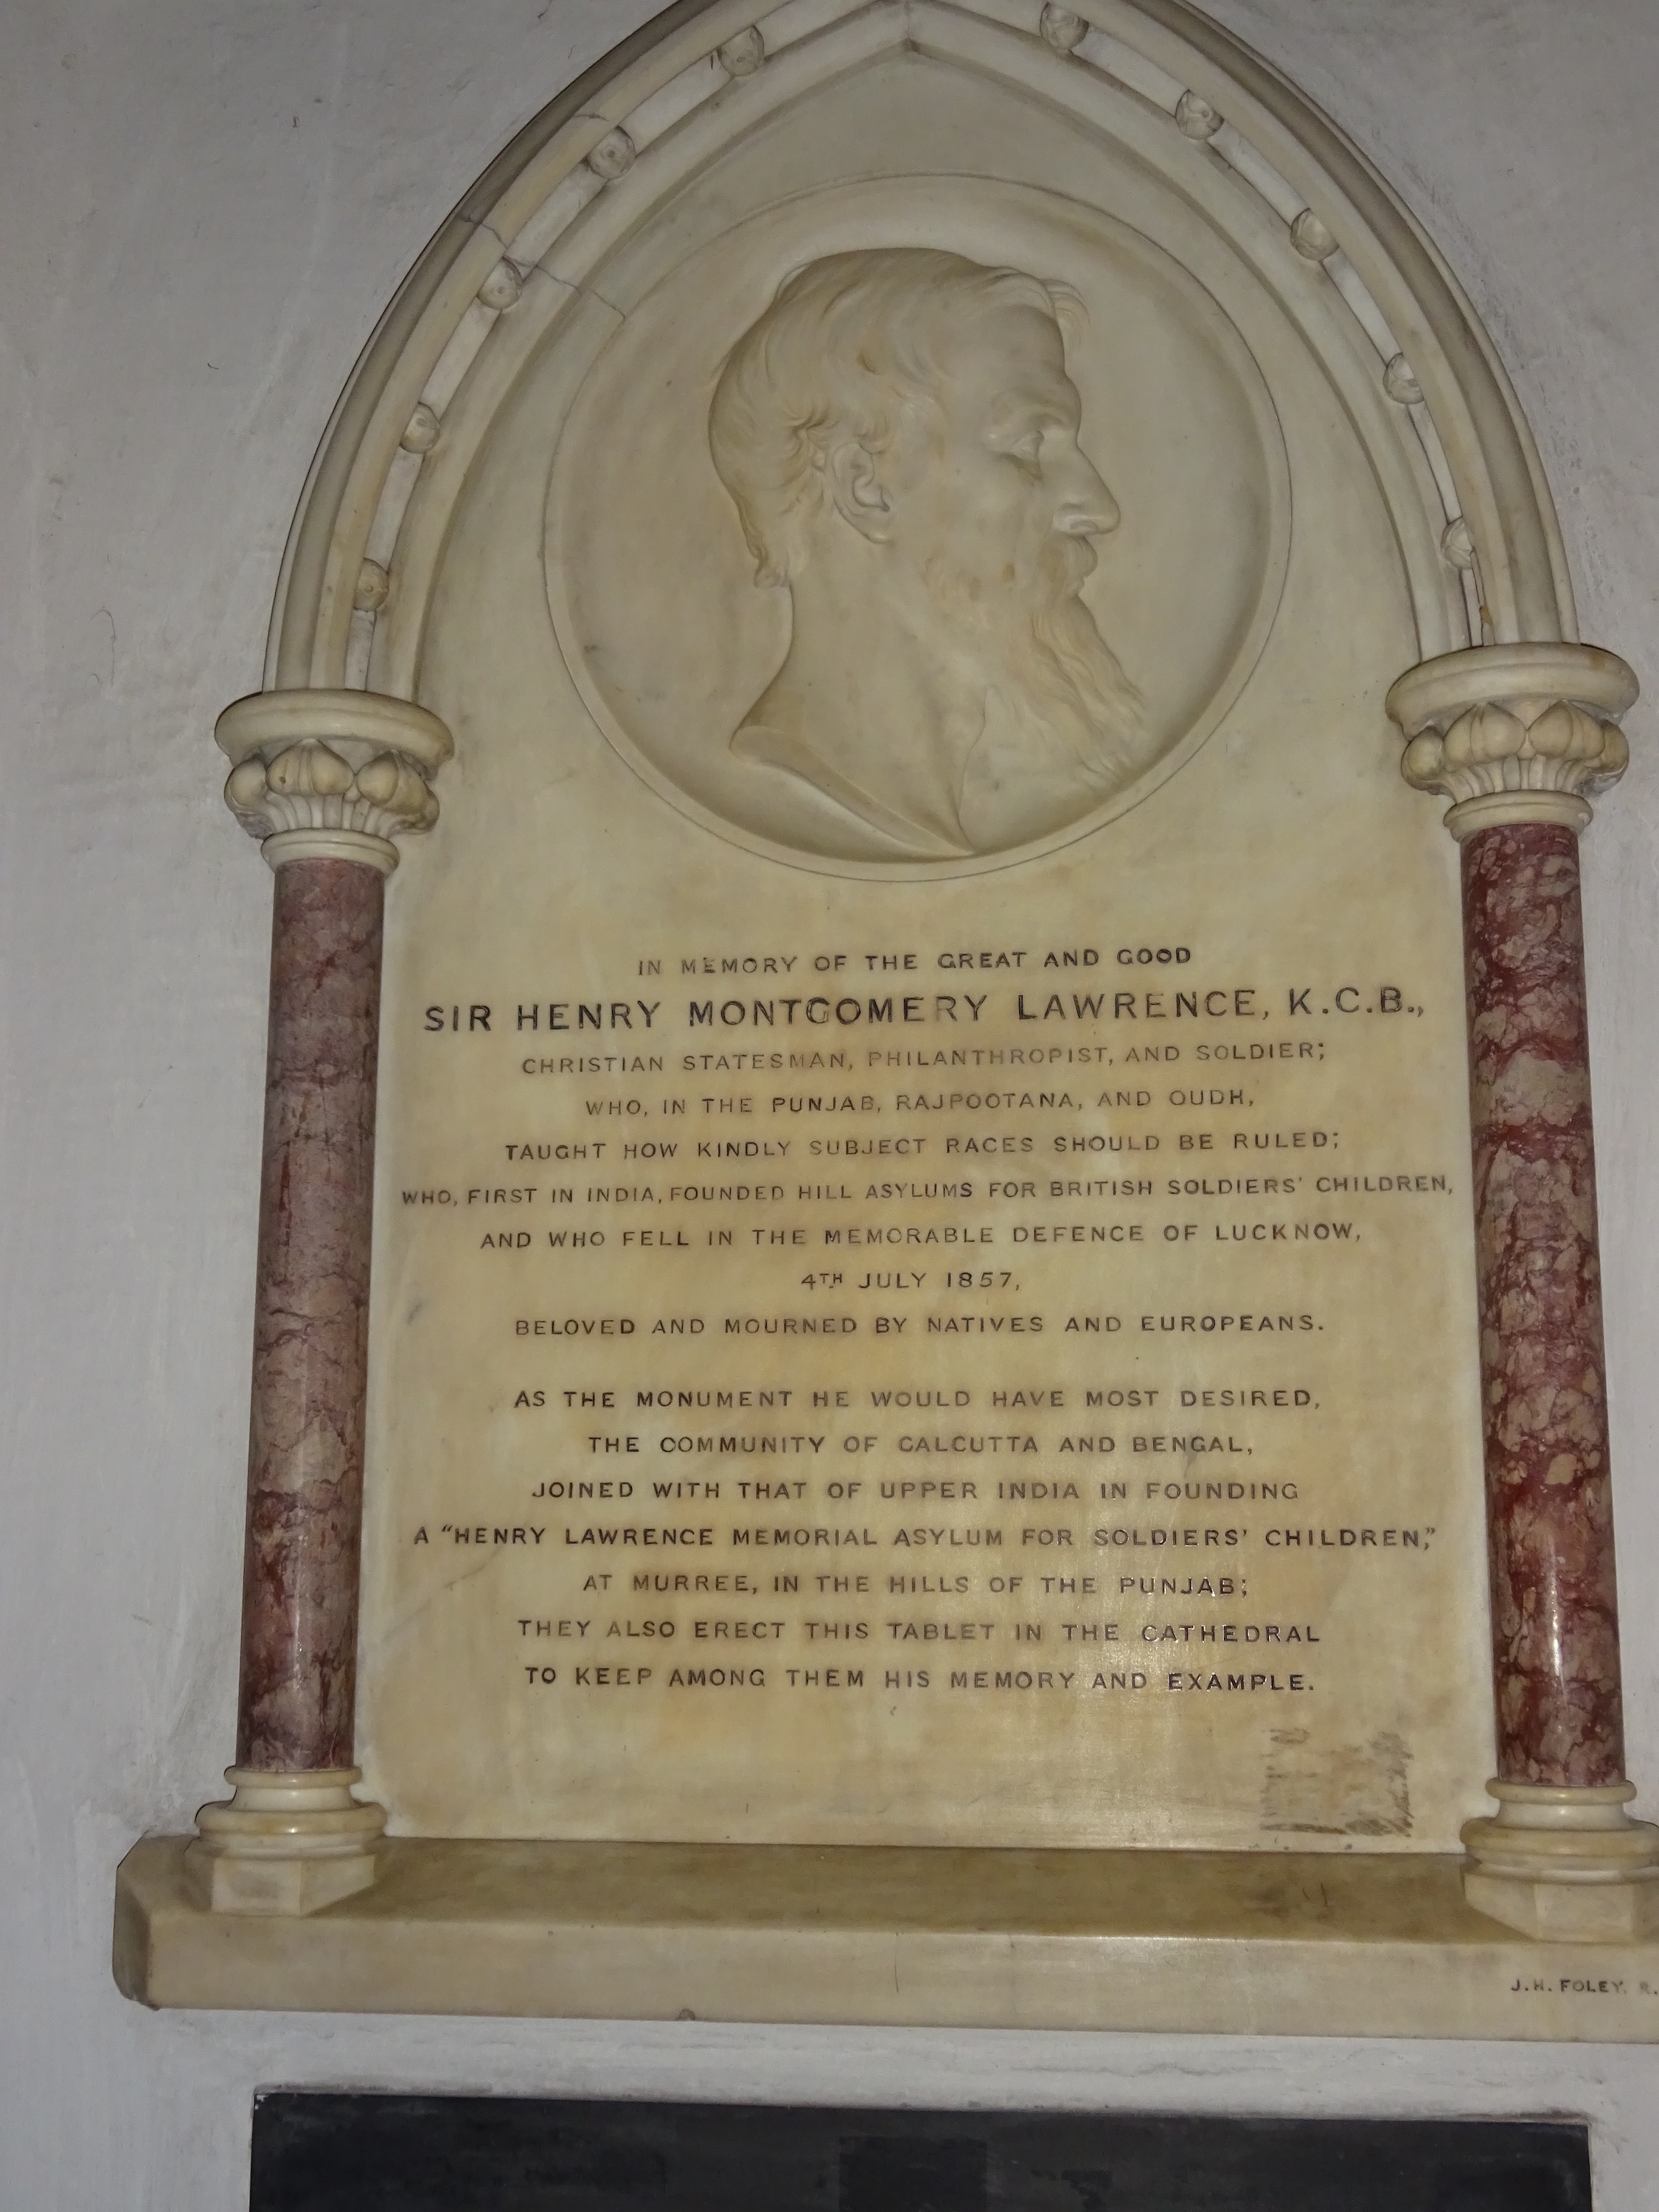 IN MEMORY OF THE GREAT AND GOOD
SIR HENRY MONTGOMERY LAWRENCE, K.C.B.,
CHRISTIAN STATESMAN, PHILANTHROPIST, AND SOLDIER;
WHO, IN THE PUNJAB, RAJPOOTANA, AND OUDH,
TAUGHT HOW KINDLY SUBJECT RACES SHOULD BE RULED;
WHO, FIRST IN INDIA, FOUNDED HILL ASYLUMS FOR BRITISH SOLDIERS' CHILDREN,
AND WHO FELL IN THE MEMORABLE DEFENCE OF LUCKNOW,
4TH JULY 1857,
BELOVED AND MOURNED BY NATIVES AND EUROPEANS.
AS THE MONUMENT HE WOULD HAVE MOST DESIRED,
THE COMMUNITY OF CALCUTTA AND BENGAL,
JOINED WITH THAT OF UPPER INDIA IN FOUNDING
A "HENRY LAWRENCE MEMORIAL ASYLUM FOR SOLDIERS' CHILDREN,"
AT MURREE, IN THE HILLS OF THE PUNJAB;
THEY ALSO ERECT THIS TABLET IN THE CATHEDRAL
TO KEEP AMONG THEM HIS MEMORY AND EXAMPLE.
J.H. FOLEY, R.